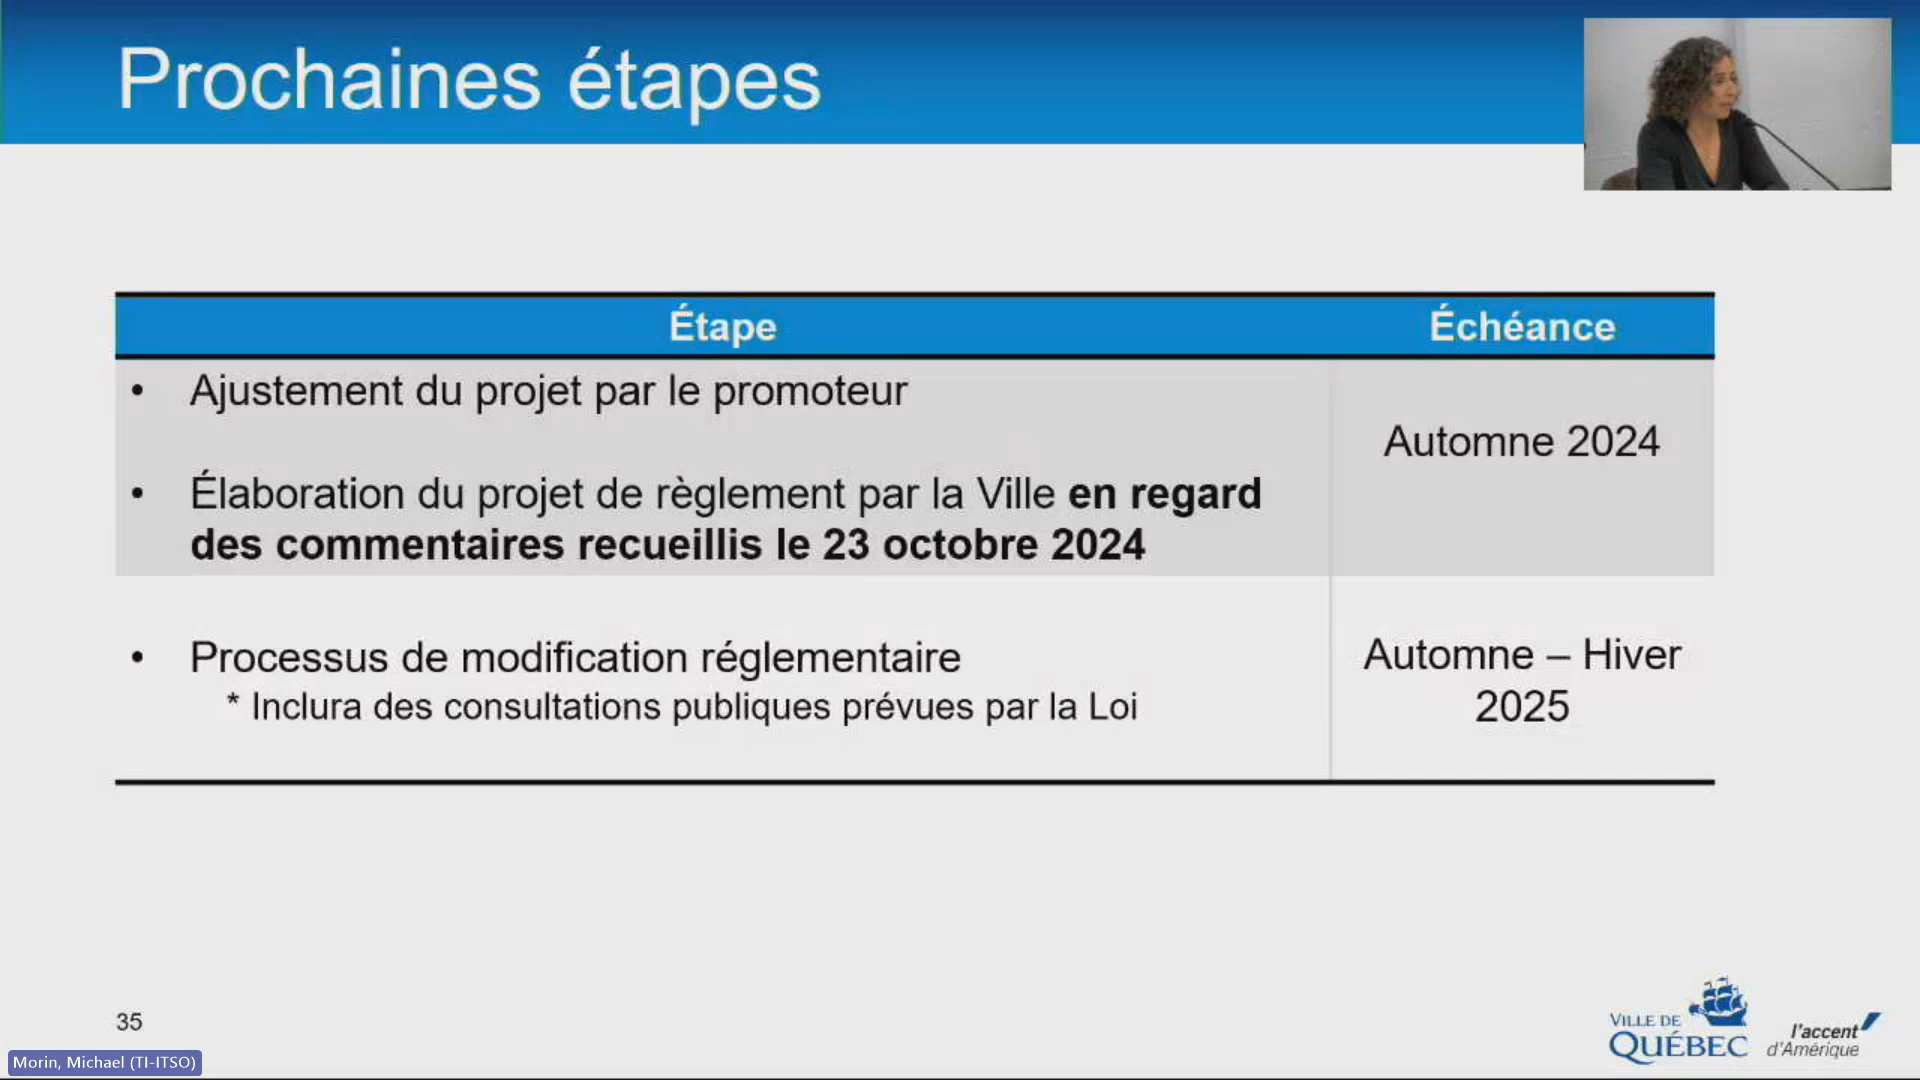 Prochaines étapes
Étape
Échéance
• Ajustement du projet par le promoteur
Automne 2024
• Élaboration du projet de règlement par la Ville en regard
des commentaires recueillis le 23 octobre 2024
• Processus de modification réglementaire
* Inclura des consultations publiques prévues par la Loi
Automne – Hiver
2025
35
VILLE DE
QUÉBEC
l'accent
d'Amérique
Morin, Michael (TI-ITSO)